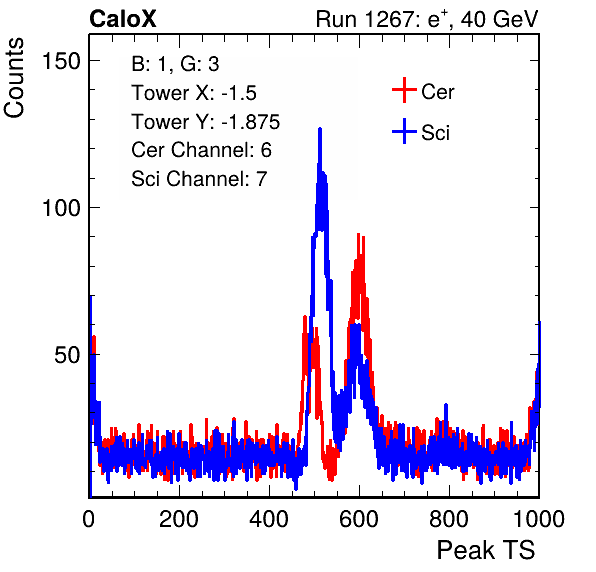 CaloX Run 1267: e+, 40 GeV
Counts
150
100
50
B: 1, G: 3
Tower X: -1.5
Tower Y: -1.875
Cer Channel: 6
Sci Channel: 7
Cer
Sci
0 200 400 600 800 1000
Peak TS